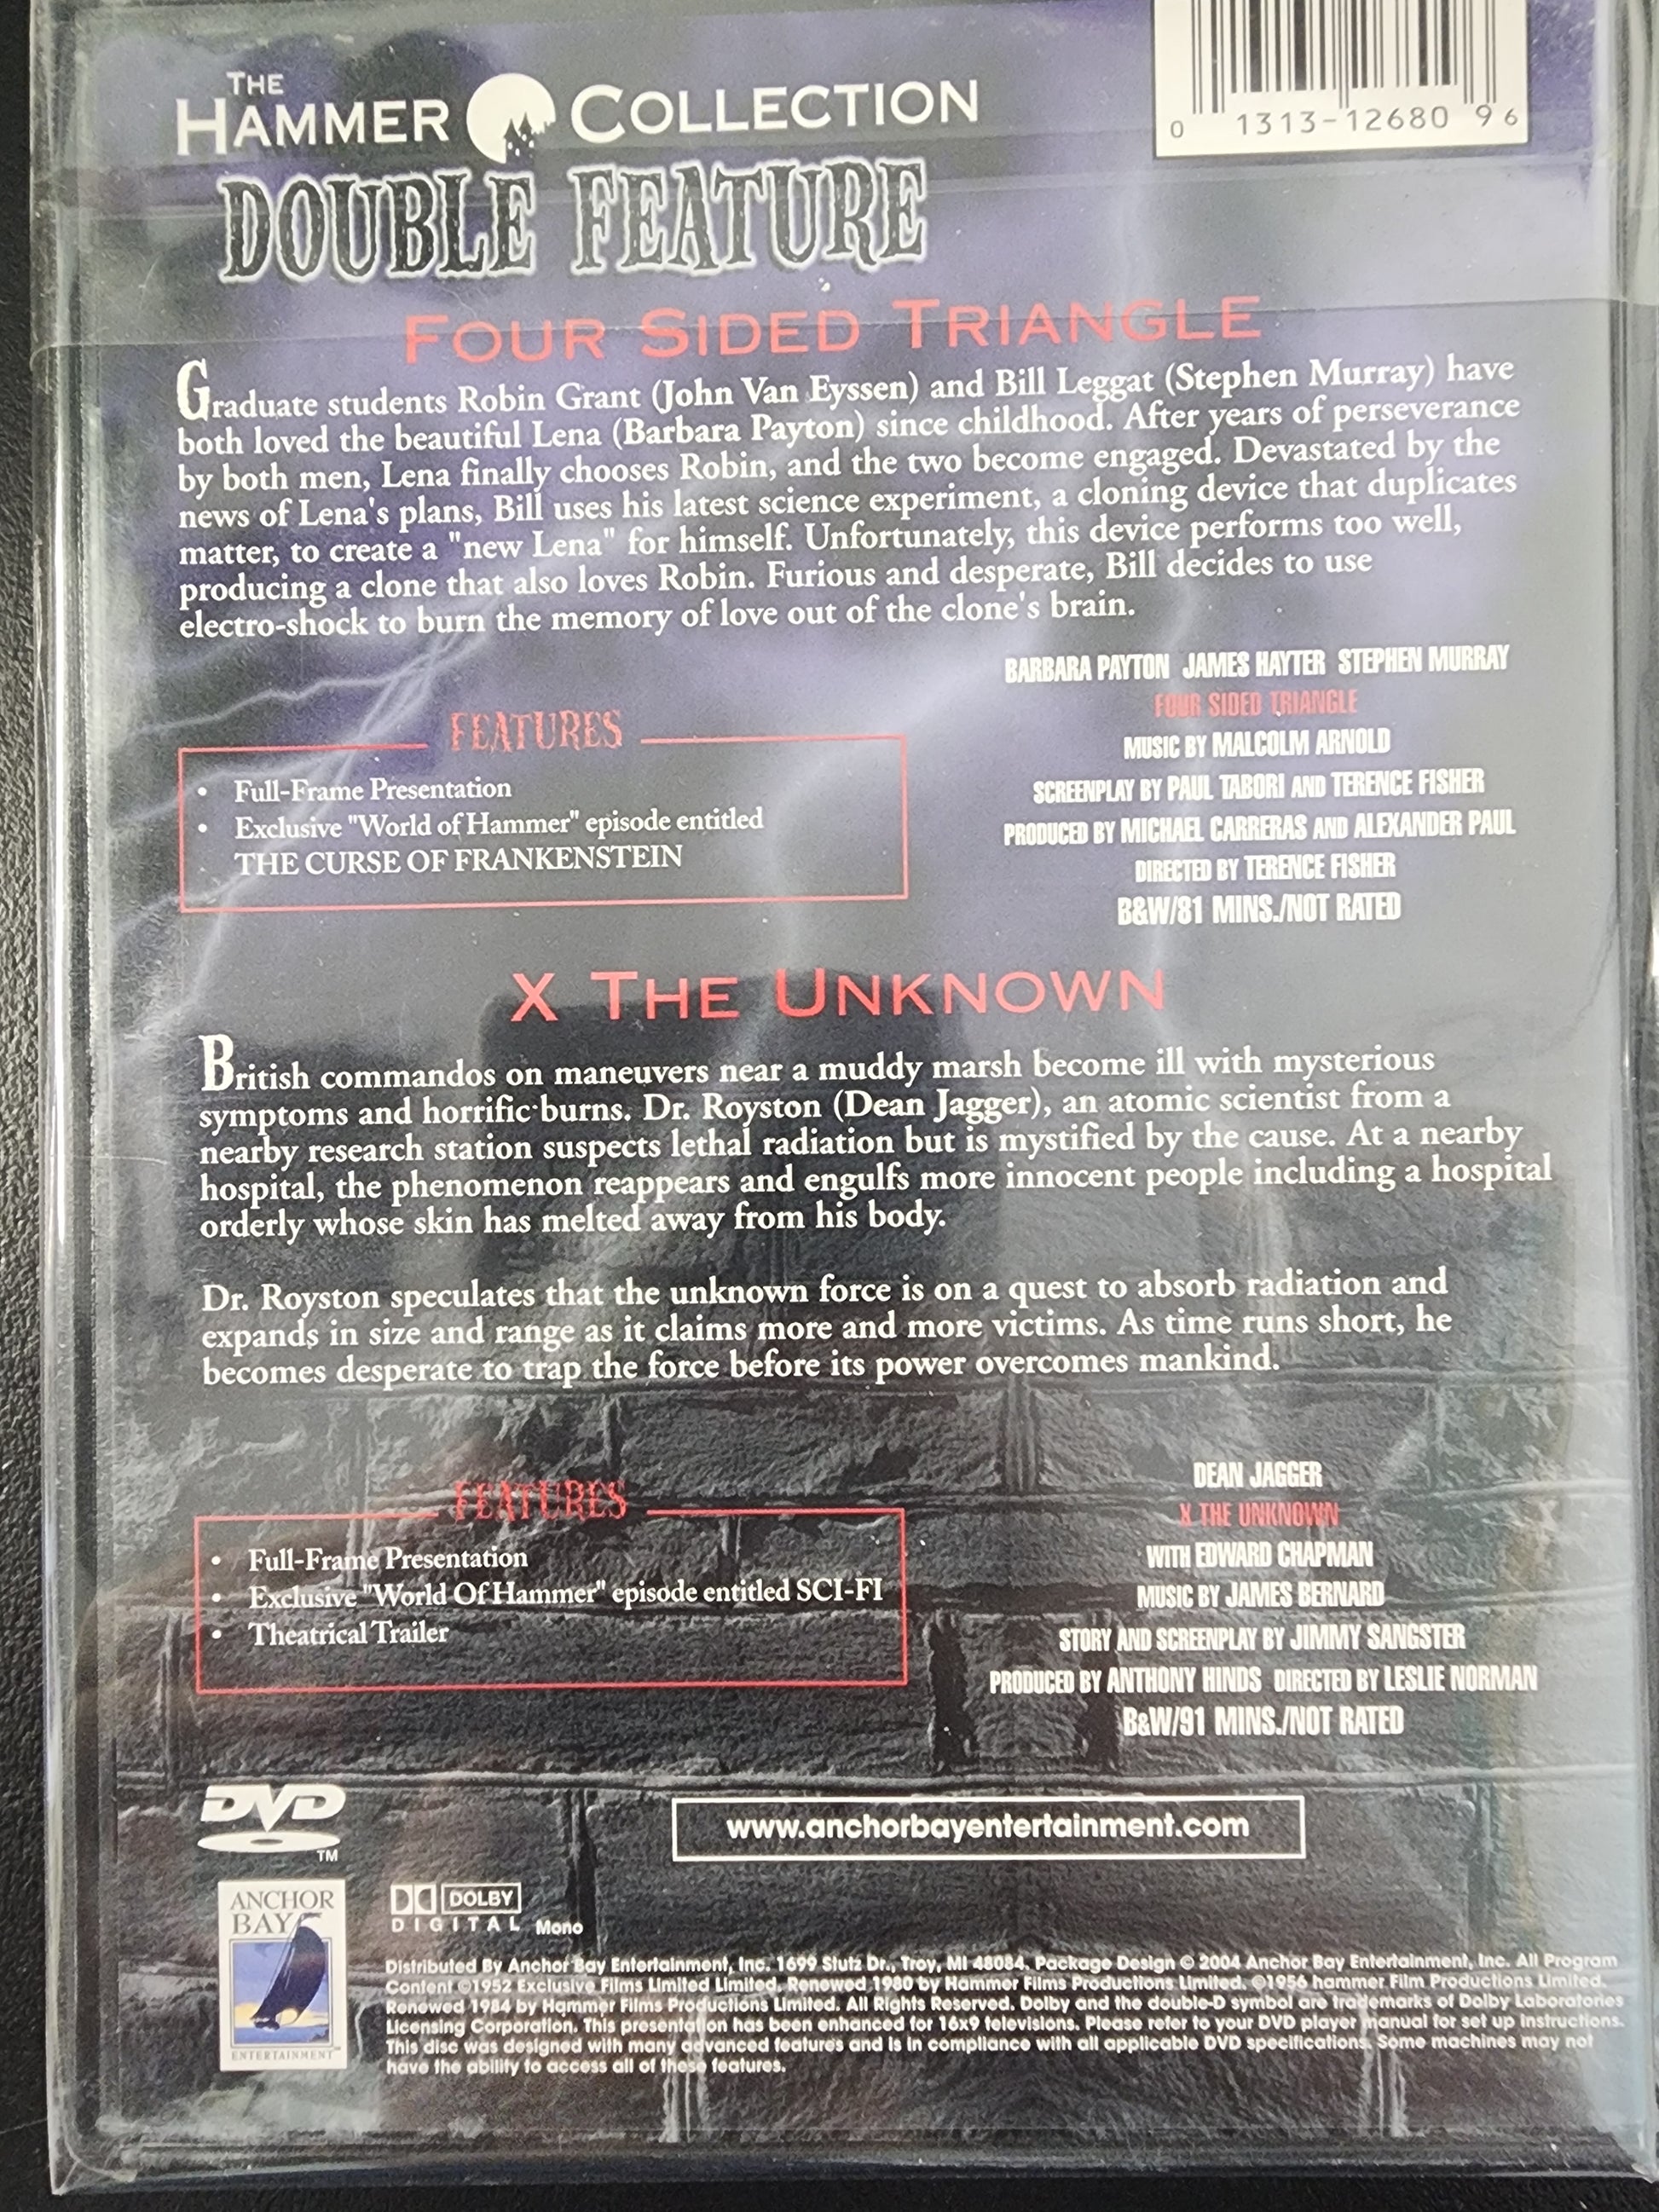 THE
HAMMER COLLECTION
DOUBLE FEATURE
0 1313-12680 9 6
FOUR SIDED TRIANGLE
Graduate students Robin Grant (John Van Eyssen) and Bill Leggat (Stephen Murray) have
both loved the beautiful Lena (Barbara Payton) since childhood. After years of perseverance
by both men, Lena finally chooses Robin, and the two become engaged. Devastated by the
news of Lena's plans, Bill uses his latest science experiment, a cloning device that duplicates
matter, to create a "new Lena" for himself. Unfortunately, this device performs too well,
producing a clone that also loves Robin. Furious and desperate, Bill decides to use
electro-shock to burn the memory of love out of the clone's brain.
FEATURES
• Full-Frame Presentation
• Exclusive "World of Hammer" episode entitled
THE CURSE OF FRANKENSTEIN
BARBARA PAYTON JAMES HAYTER STEPHEN MURRAY
FOUR SIDED TRIANGLE
MUSIC BY MALCOLM ARNOLD
SCREENPLAY BY PAUL TABORI AND TERENCE FISHER
PRODUCED BY MICHAEL CARRERAS AND ALEXANDER PAUL
DIRECTED BY TERENCE FISHER
B&W/81 MINS./NOT RATED
X THE UNKNOWN
British commandos on maneuvers near a muddy marsh become ill with mysterious
symptoms and horrific burns. Dr. Royston (Dean Jagger), an atomic scientist from a
nearby research station suspects lethal radiation but is mystified by the cause. At a nearby
hospital, the phenomenon reappears and engulfs more innocent people including a hospital
orderly whose skin has melted away from his body.
Dr. Royston speculates that the unknown force is on a quest to absorb radiation and
expands in size and range as it claims more and more victims. As time runs short, he
becomes desperate to trap the force before its power overcomes mankind.
FEATURES
• Full-Frame Presentation
• Exclusive "World Of Hammer" episode entitled SCI-FI
• Theatrical Trailer
DEAN JAGGER
X THE UNKNOWN
WITH EDWARD CHAPMAN
MUSIC BY JAMES BERNARD
STORY AND SCREENPLAY BY JIMMY SANGSTER
PRODUCED BY ANTHONY HINDS DIRECTED BY LESLIE NORMAN
B&W/91 MINS./NOT RATED
DVD
TM
www.anchorbayentertainment.com
ANCHOR
BAY
ENTERTAINMENT
DOLBY
DIGITAL Mono
Distributed By Anchor Bay Entertainment, Inc. 1699 Stutz Dr., Troy, MI 48084. Package Design © 2004 Anchor Bay Entertainment, Inc. All Program
Content ©1952 Exclusive Films Limited Limited. Renewed 1980 by Hammer Films Productions Limited. ©1956 hammer Film Productions Limited.
Renewed 1984 by Hammer Films Productions Limited. All Rights Reserved. Dolby and the double-D symbol are trademarks of Dolby Laboratories
Licensing Corporation. This presentation has been enhanced for 16x9 televisions. Please refer to your DVD player manual for set up instructions.
This disc was designed with many advanced features and is in compliance with all applicable DVD specifications. Some machines may not
have the ability to access all of these features.